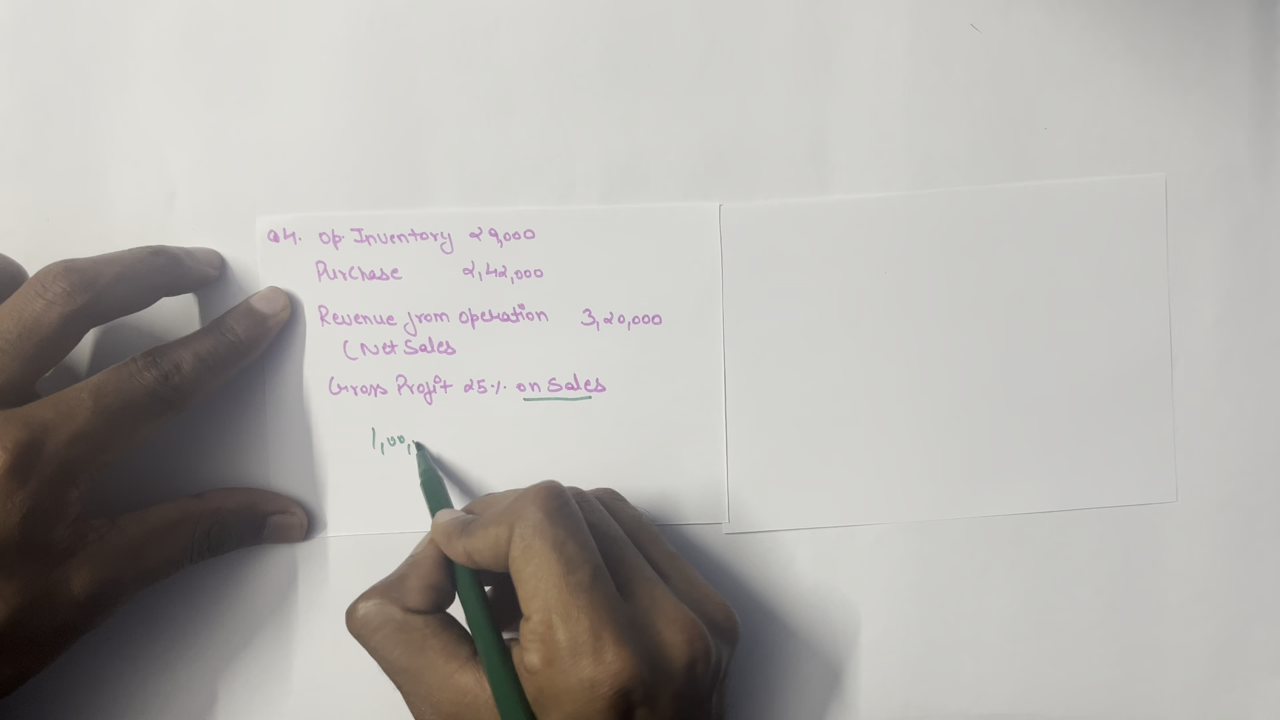 Q4. Op. Inventory 29,000
Purchase 2,42,000
Revenue from operation 3,20,000
(Net Sales
Gross Profit 25% on Sales
1,00,